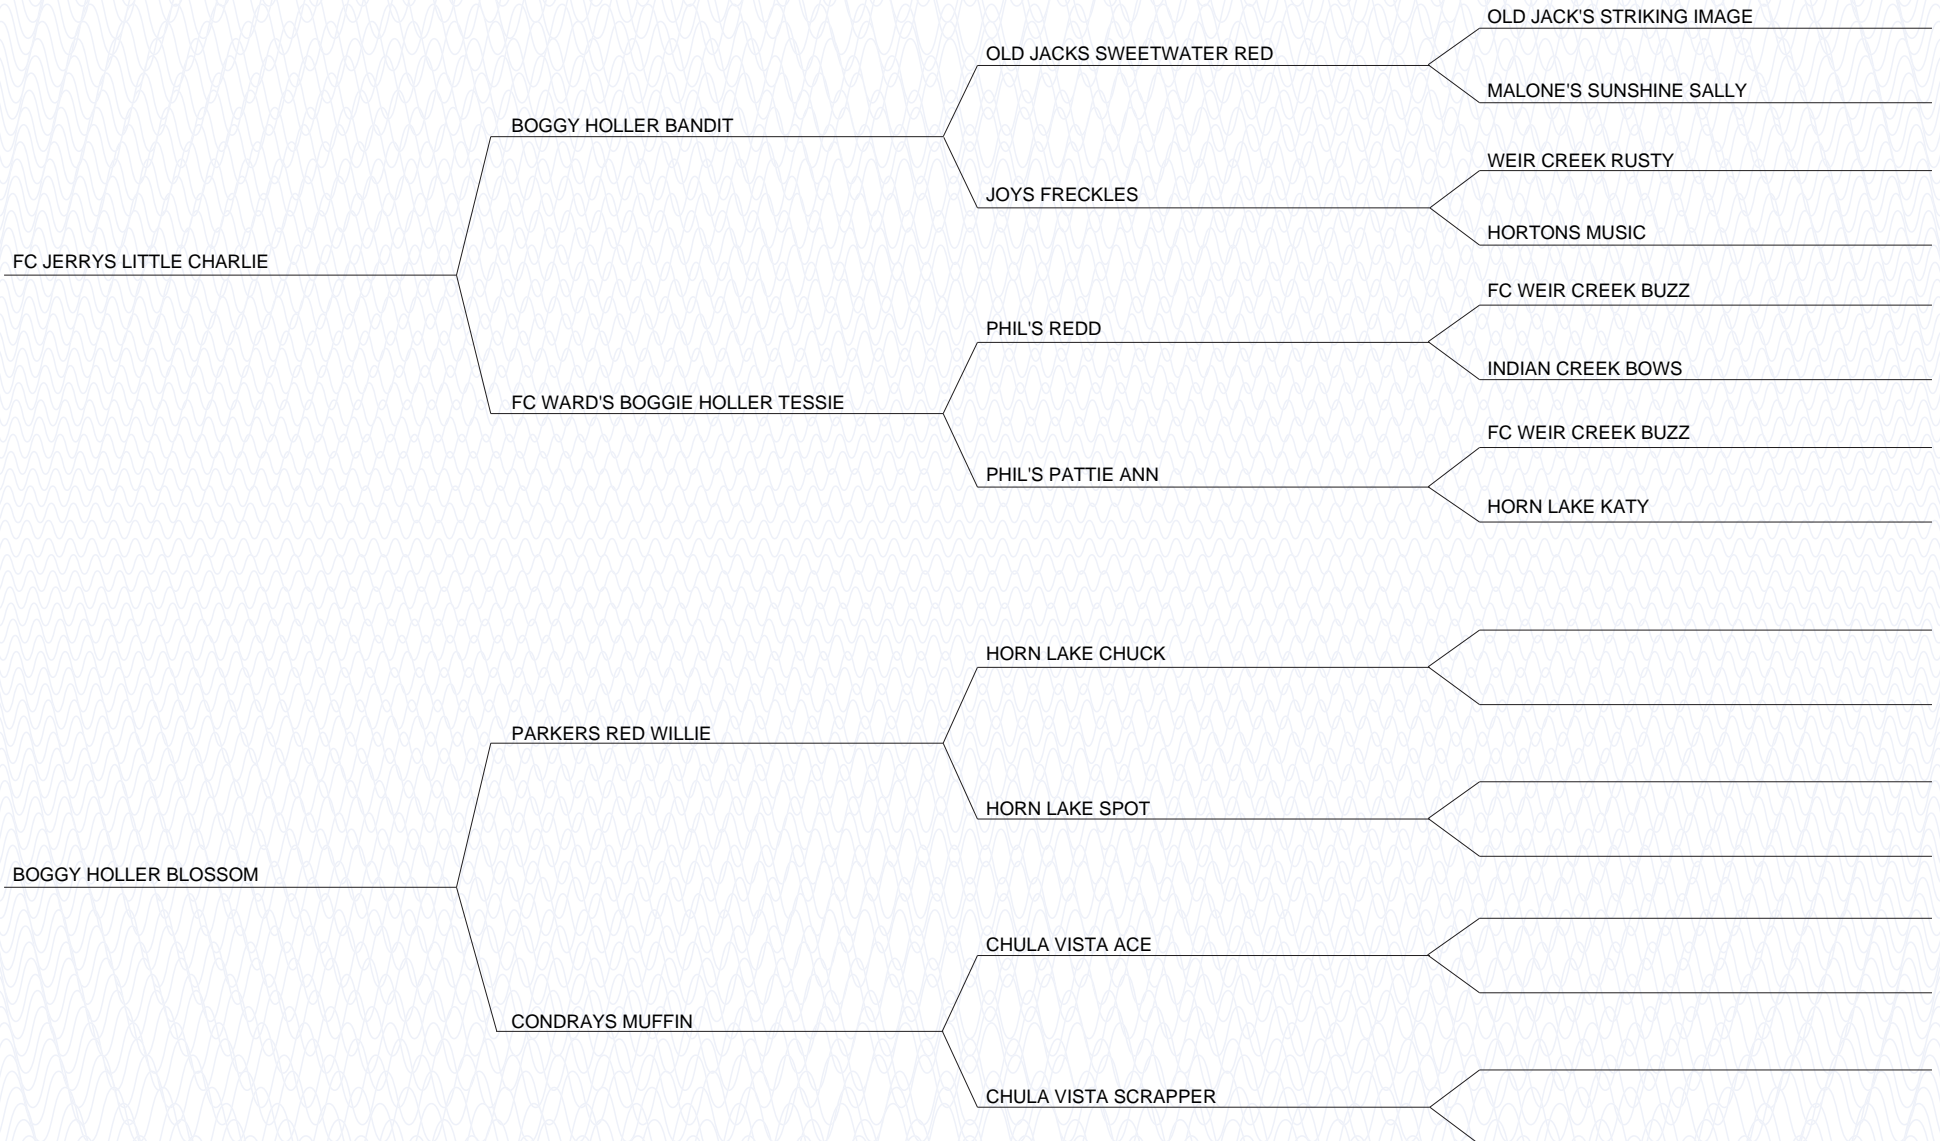 OLD JACK'S STRIKING IMAGE
OLD JACKS SWEETWATER RED
MALONE'S SUNSHINE SALLY
BOGGY HOLLER BANDIT
WEIR CREEK RUSTY
JOYS FRECKLES
HORTONS MUSIC
FC JERRYS LITTLE CHARLIE
FC WEIR CREEK BUZZ
PHIL'S REDD
INDIAN CREEK BOWS
FC WARD'S BOGGIE HOLLER TESSIE
FC WEIR CREEK BUZZ
PHIL'S PATTIE ANN
HORN LAKE KATY
HORN LAKE CHUCK
PARKERS RED WILLIE
HORN LAKE SPOT
BOGGY HOLLER BLOSSOM
CHULA VISTA ACE
CONDRAYS MUFFIN
CHULA VISTA SCRAPPER